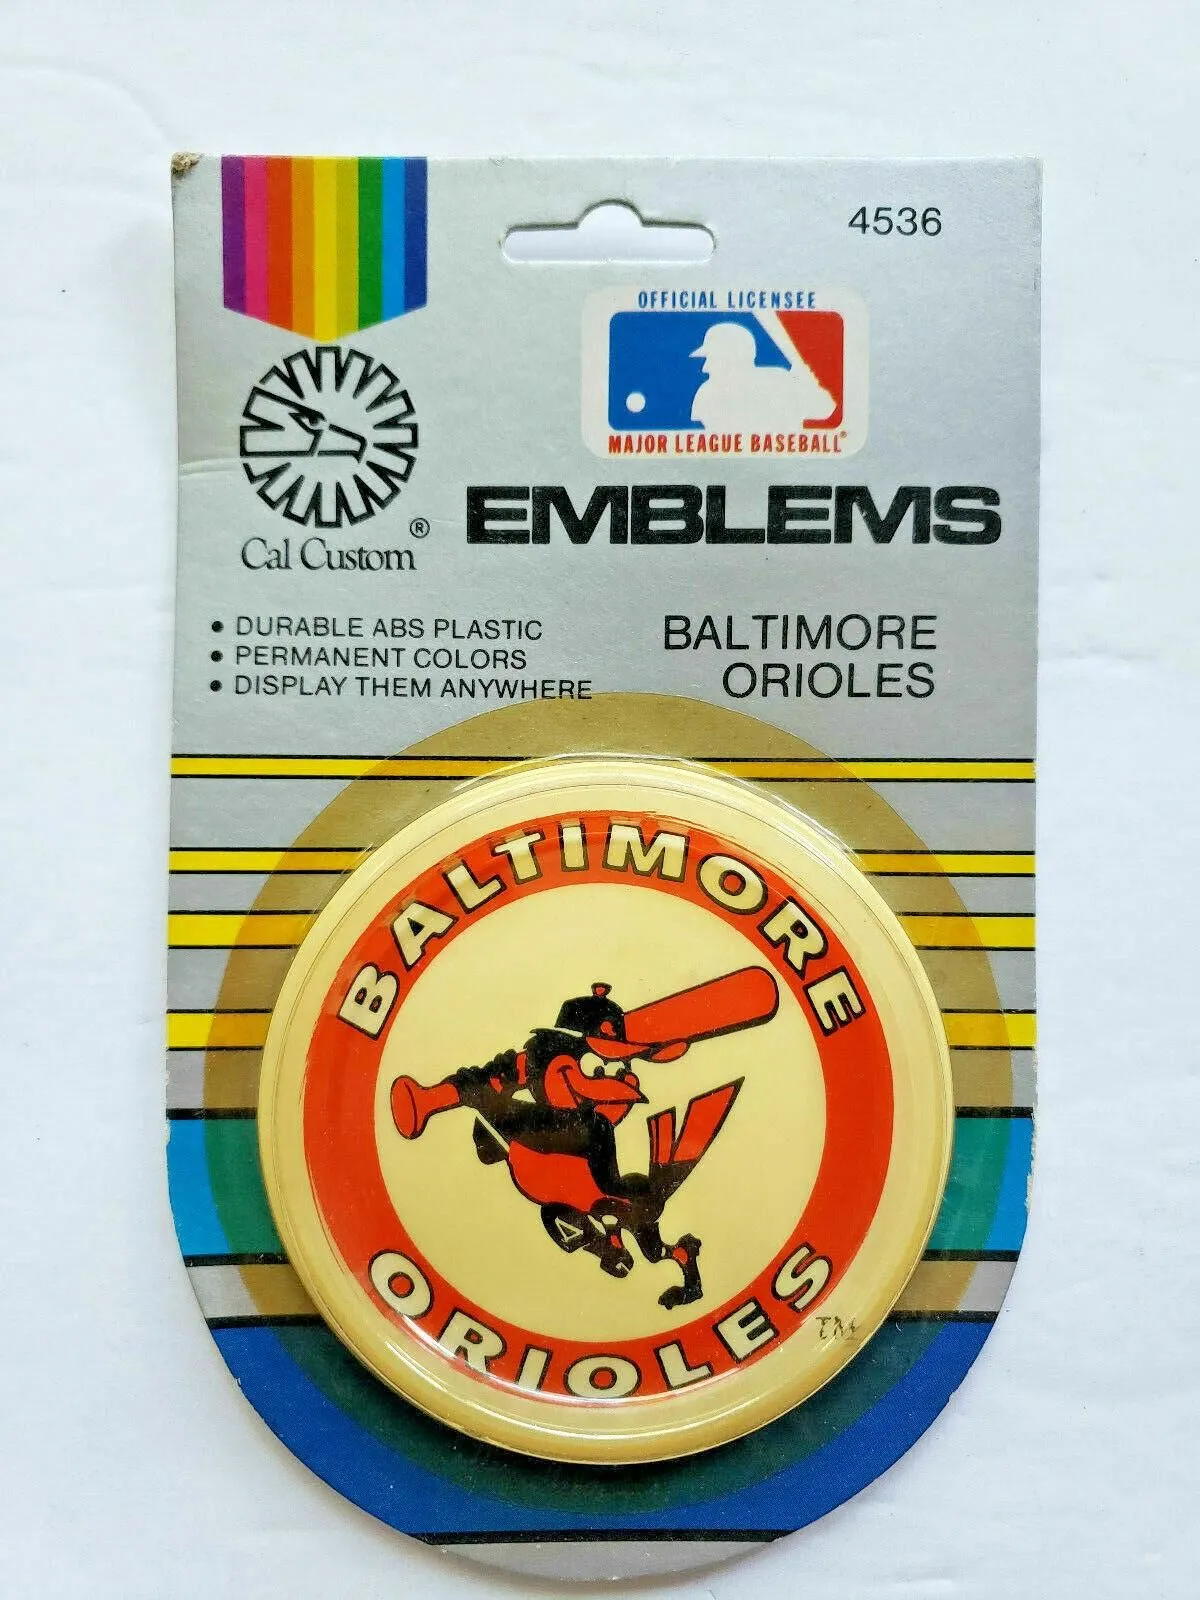 4536
OFFICIAL LICENSEE
MAJOR LEAGUE BASEBALL®
EMBLEMS
®
Cal Custom
• DURABLE ABS PLASTIC
• PERMANENT COLORS
• DISPLAY THEM ANYWHERE
BALTIMORE
ORIOLES
BALTIMORE
ORIOLES
TM